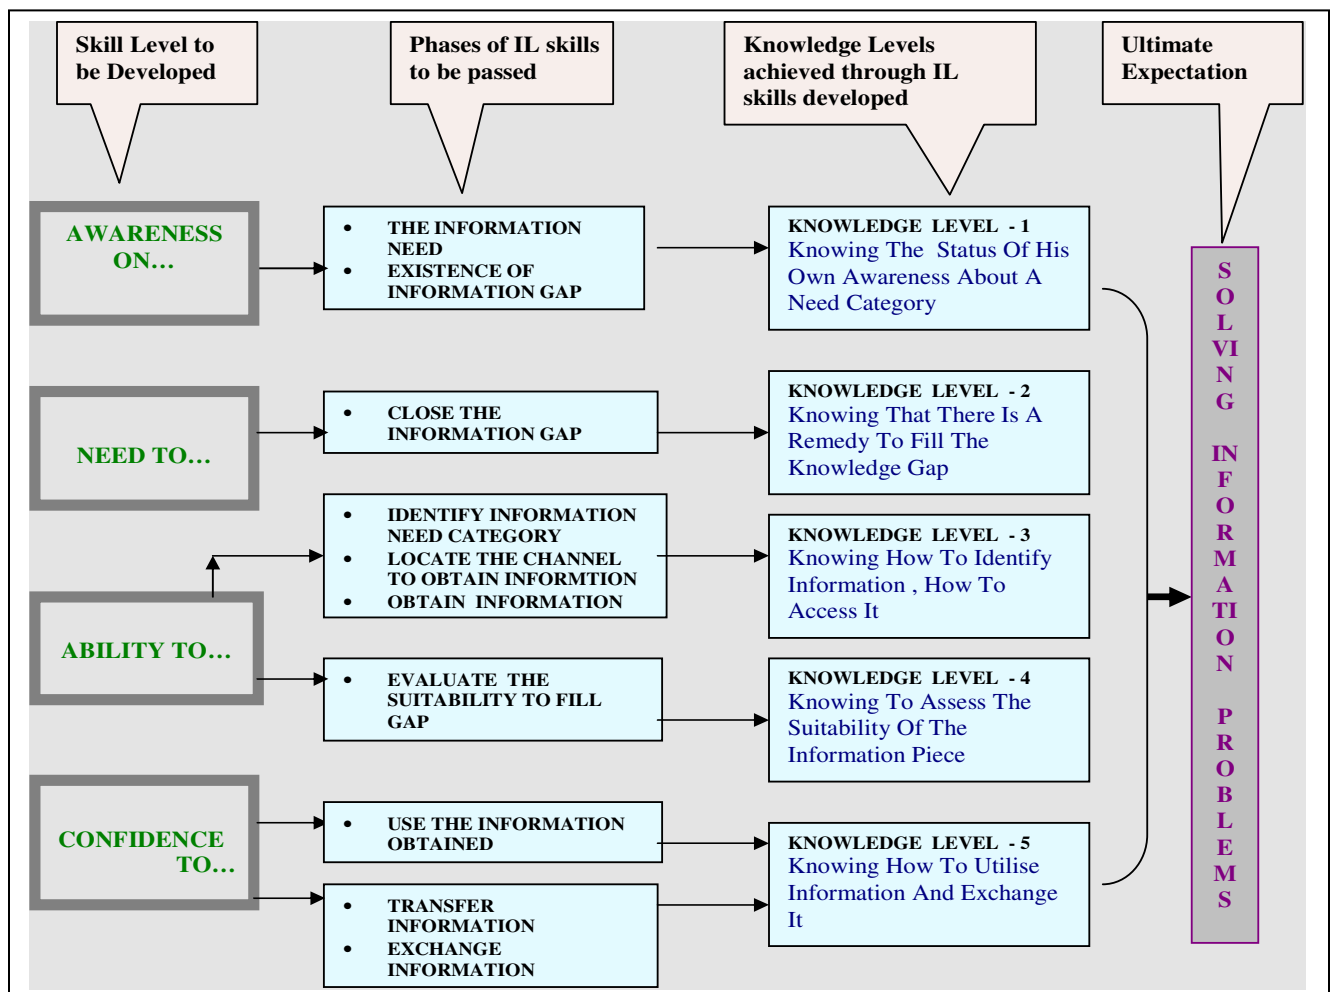 Skill Level to
be Developed
Phases of IL skills
to be passed
Knowledge Levels
achieved through IL
skills developed
Ultimate
Expectation
AWARENESS
ON…
• THE INFORMATION
NEED
• EXISTENCE OF
INFORMATION GAP
KNOWLEDGE LEVEL - 1
Knowing The Status Of His
Own Awareness About A
Need Category
NEED TO…
• CLOSE THE
INFORMATION GAP
KNOWLEDGE LEVEL - 2
Knowing That There Is A
Remedy To Fill The
Knowledge Gap
ABILITY TO…
• IDENTIFY INFORMATION
NEED CATEGORY
• LOCATE THE CHANNEL
TO OBTAIN INFORMTION
• OBTAIN INFORMATION
KNOWLEDGE LEVEL - 3
Knowing How To Identify
Information , How To
Access It
• EVALUATE THE
SUITABILITY TO FILL
GAP
KNOWLEDGE LEVEL - 4
Knowing To Assess The
Suitability Of The
Information Piece
CONFIDENCE
TO…
• USE THE INFORMATION
OBTAINED
• TRANSFER
INFORMATION
• EXCHANGE
INFORMATION
KNOWLEDGE LEVEL - 5
Knowing How To Utilise
Information And Exchange
It
S
O
L
VI
N
G
IN
F
O
R
M
A
TI
O
N
P
R
O
B
L
E
M
S